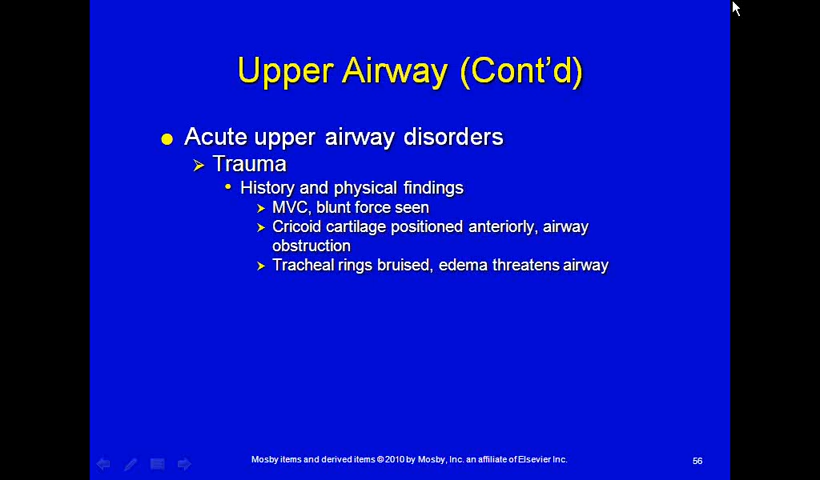 Upper Airway (Cont'd)
Acute upper airway disorders
Trauma
History and physical findings
MVC, blunt force seen
Cricoid cartilage positioned anteriorly, airway
obstruction
Tracheal rings bruised, edema threatens airway
Mosby items and derived items © 2010 by Mosby, Inc. an affiliate of Elsevier Inc.
56